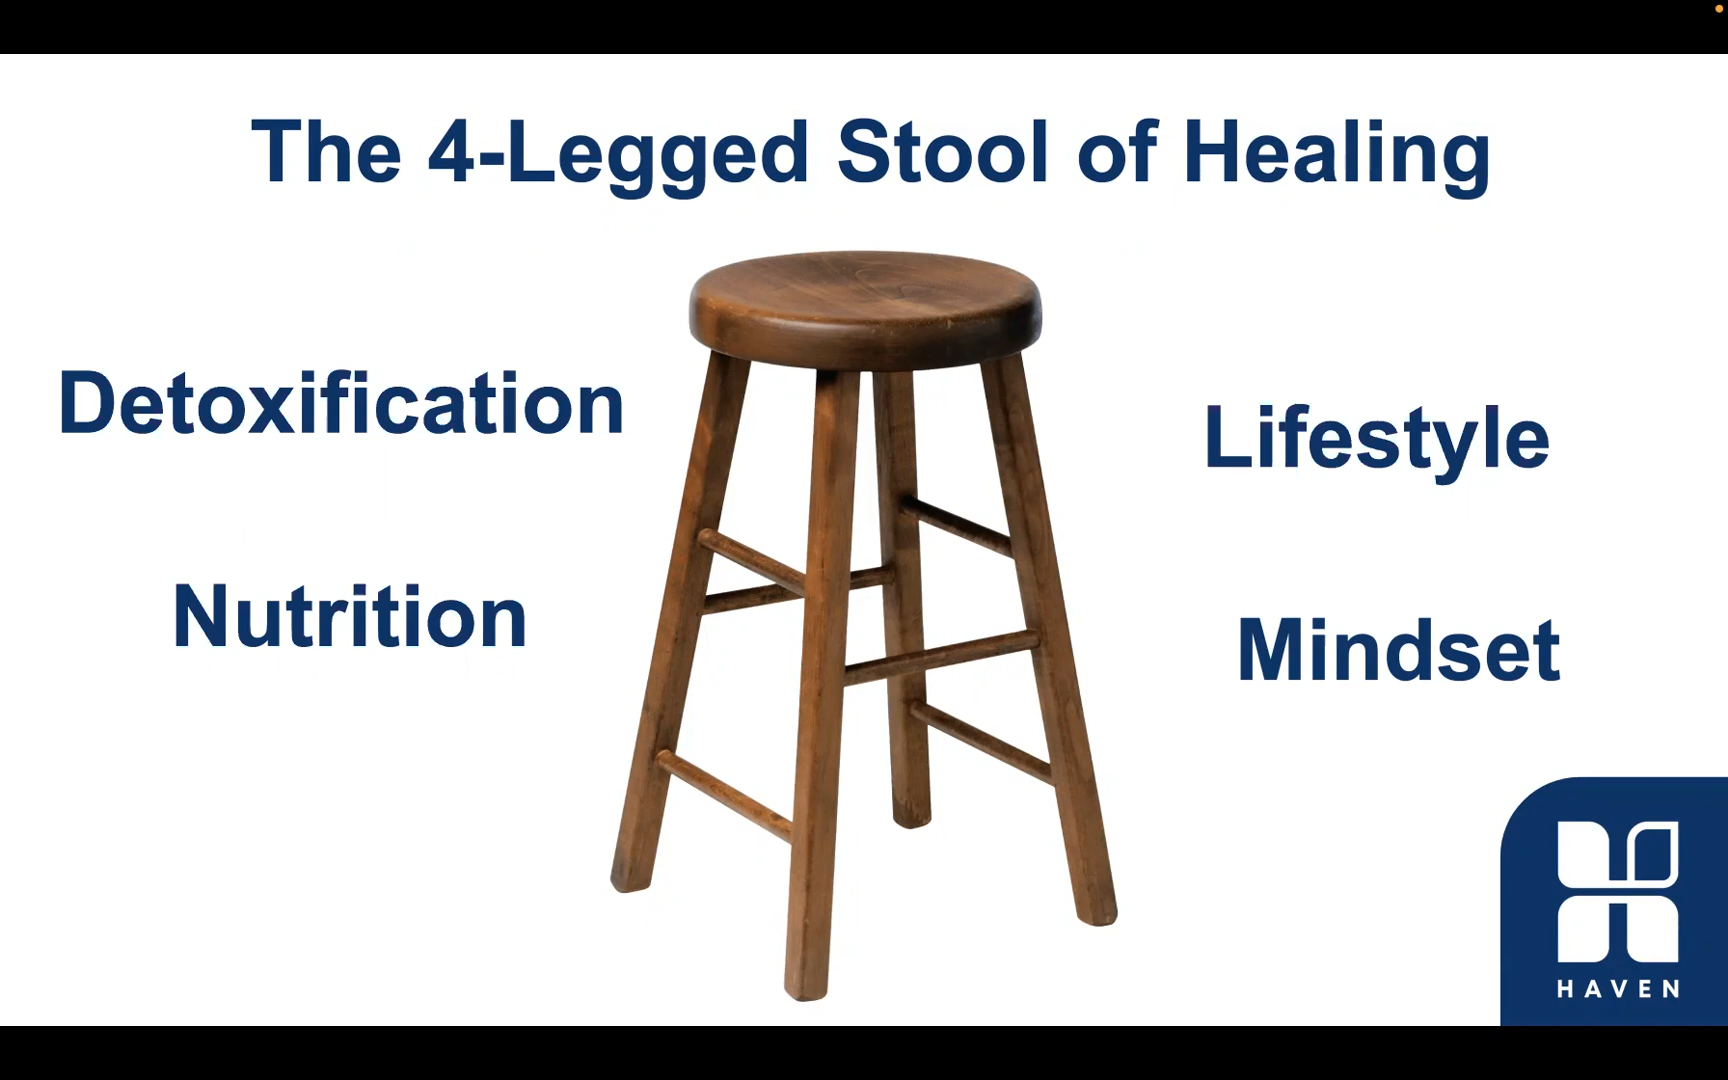 The 4-Legged Stool of Healing
Detoxification
Lifestyle
Nutrition
Mindset
HAVEN